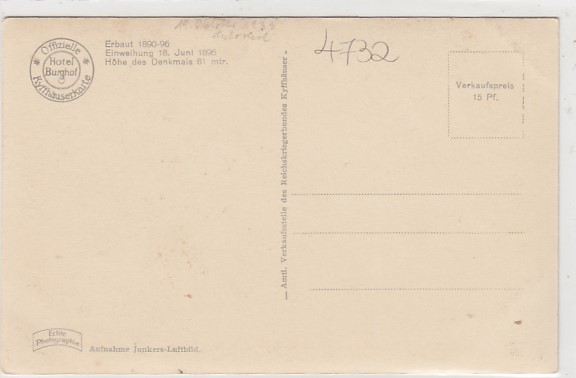 Offizielle
Hotel
Burghof
8
Kyffhäuserkarte
Erbaut 1890-96
Einweihung 18. Juni 1896
Höhe des Denkmals 81 mtr.
4732
Verkaufspreis
15 Pf.
— Amtl. Verkaufsstelle des Reichskriegerbundes Kyffhäuser —
Echte
Photographie
Aufnahme Junkers-Luftbild.